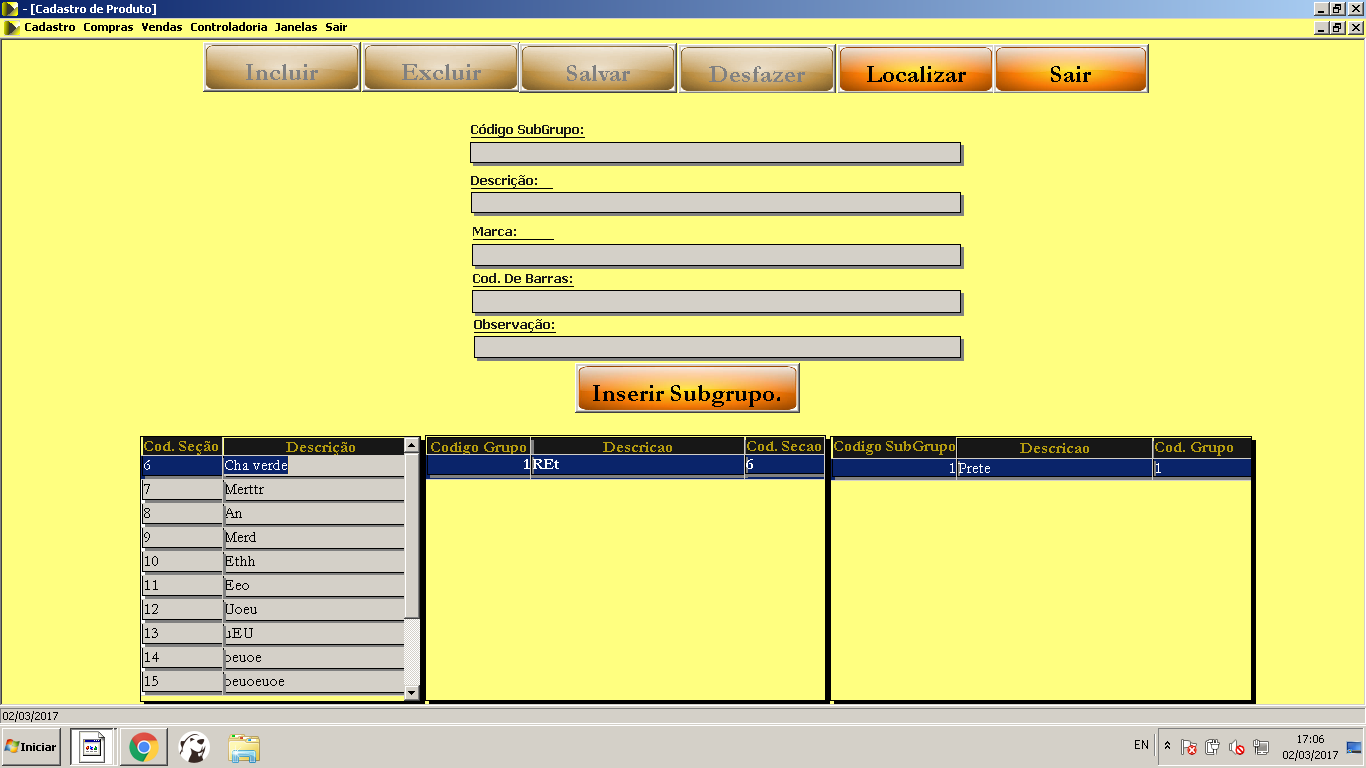 - [Cadastro de Produto]
Cadastro Compras Vendas Controladoria Janelas Sair
Incluir Excluir Salvar Desfazer Localizar Sair
Código SubGrupo:
Descrição:
Marca:
Cod. De Barras:
Observação:
Inserir Subgrupo.
Cod. Seção Descrição Codigo Grupo Descricao Cod. Secao Codigo SubGrupo Descricao Cod. Grupo
6 Cha verde 1 REt 6 1 Prete 1
7 Merttr
8 An
9 Merd
10 Ethh
11 Eeo
12 Uoeu
13 uEU
14 oeuoe
15 oeuoeuoe
02/03/2017
Iniciar EN 17:06
02/03/2017